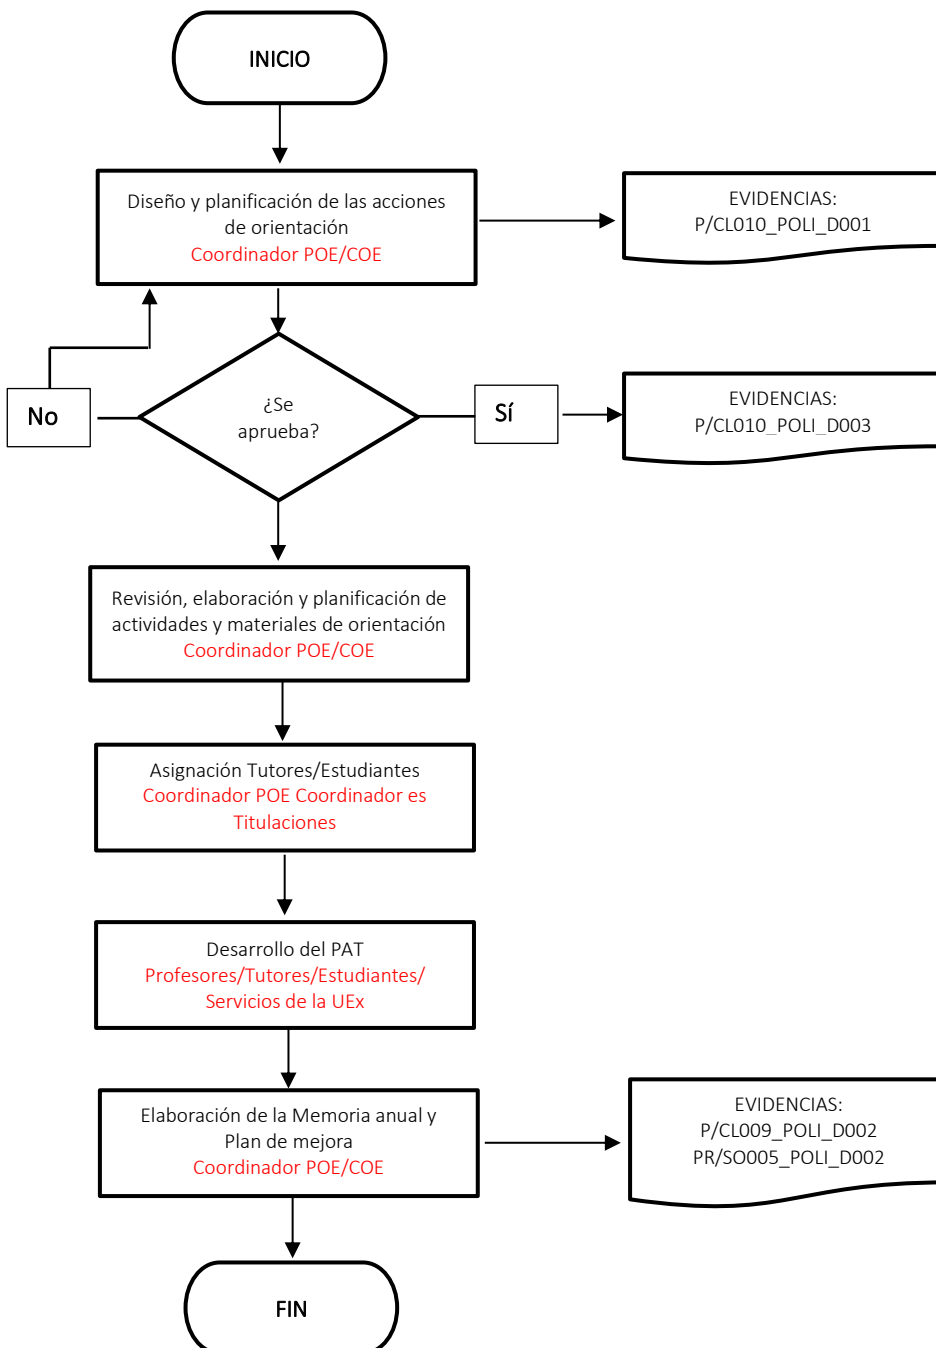 INICIO
Diseño y planificación de las acciones
de orientación
Coordinador POE/COE
EVIDENCIAS:
P/CL010_POLI_D001
No
¿Se
aprueba?
Sí
EVIDENCIAS:
P/CL010_POLI_D003
Revisión, elaboración y planificación de
actividades y materiales de orientación
Coordinador POE/COE
Asignación Tutores/Estudiantes
Coordinador POE Coordinador es
Titulaciones
Desarrollo del PAT
Profesores/Tutores/Estudiantes/
Servicios de la UEx
Elaboración de la Memoria anual y
Plan de mejora
Coordinador POE/COE
EVIDENCIAS:
P/CL009_POLI_D002
PR/SO005_POLI_D002
FIN